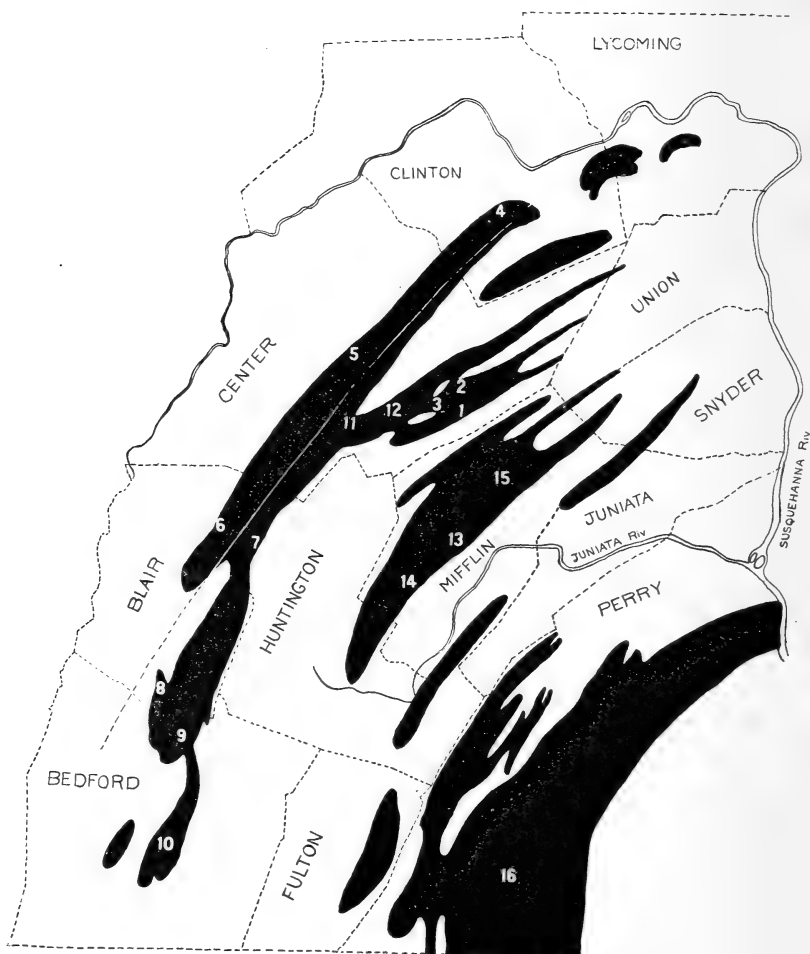 LYCOMING
CLINTON
4
UNION
CENTER
5
SNYDER
2
3
12
1
11
15
SUSQUEHANNA RIV
6
7
13
JUNIATA
JUNIATA RIV
BLAIR
HUNTINGTON
14
MIFFLIN
PERRY
8
9
BEDFORD
10
FULTON
16